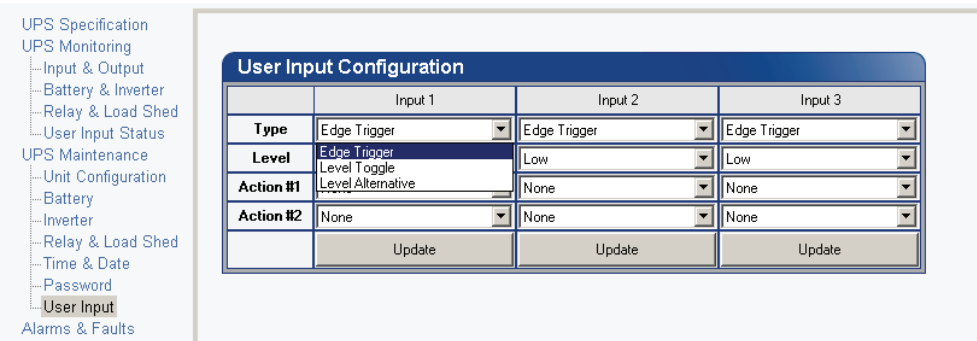 UPS Specification
UPS Monitoring
Input & Output
Battery & Inverter
Relay & Load Shed
User Input Status
UPS Maintenance
Unit Configuration
Battery
Inverter
Relay & Load Shed
Time & Date
Password
User Input
Alarms & Faults
User Input Configuration
Input 1 Input 2 Input 3
Type Edge Trigger Edge Trigger Edge Trigger
Edge Trigger
Level Low Low
Level Toggle
Level Alternative
Action #1 None None
Action #2 None None None
Update Update Update